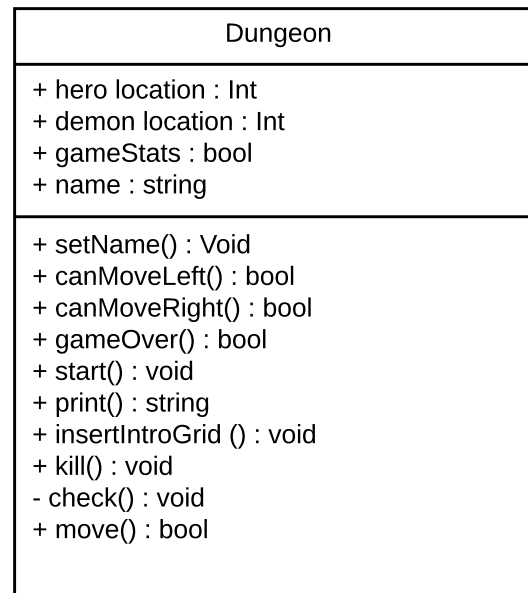 Dungeon
+ hero location : Int
+ demon location : Int
+ gameStats : bool
+ name : string
+ setName() : Void
+ canMoveLeft() : bool
+ canMoveRight() : bool
+ gameOver() : bool
+ start() : void
+ print() : string
+ insertIntroGrid () : void
+ kill() : void
- check() : void
+ move() : bool